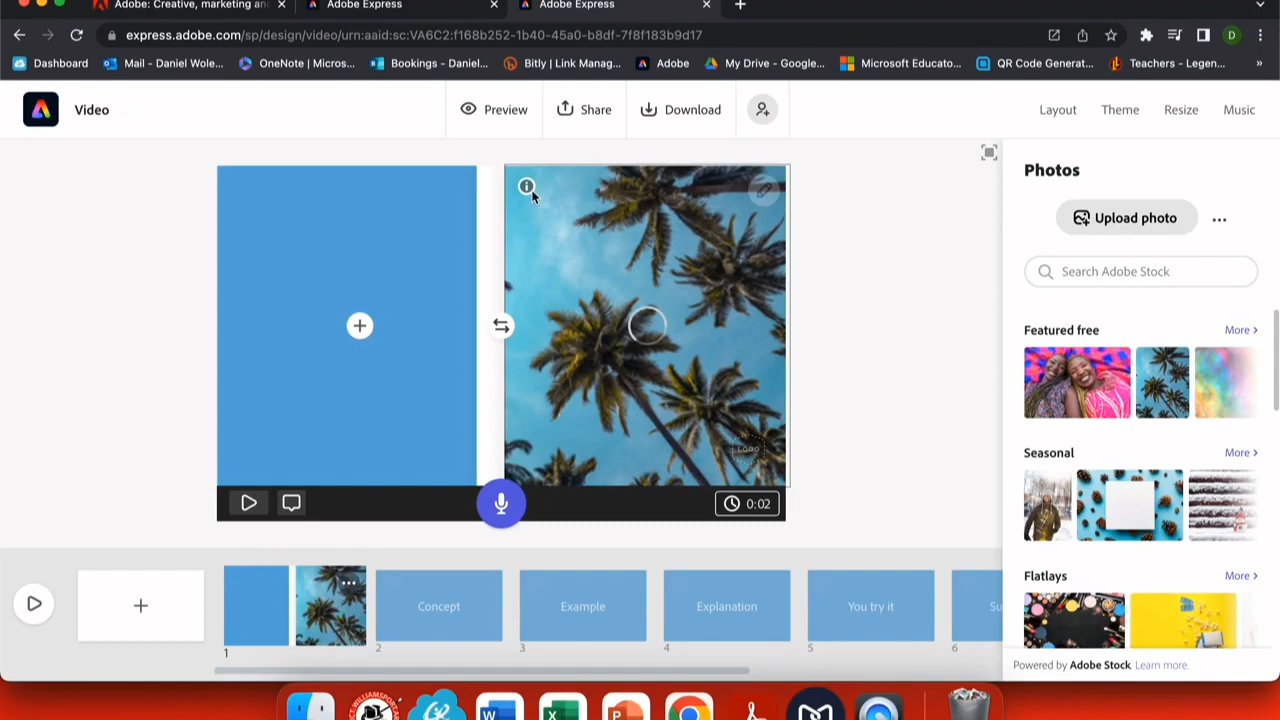 Adobe: Creative, marketing an
Adobe Express
Adobe Express
express.adobe.com/sp/design/video/urn:aaid:sc:VA6C2:f168b252-1b40-45a0-b8df-7f8f183b9d17
D
Dashboard
Mail - Daniel Wole...
OneNote | Micros...
Bookings - Daniel...
Bitly | Link Manag...
Adobe
My Drive - Google...
Microsoft Educato...
QR Code Generat...
Teachers - Legen...
Video
Preview
Share
Download
Layout
Theme
Resize
Music
Photos
Upload photo
Search Adobe Stock
Featured free
More >
Seasonal
More >
Flatlays
More >
Powered by Adobe Stock. Learn more.
LOGO
0:02
Concept
Example
Explanation
You try it
Su
1
2
3
4
5
6
W
X
P